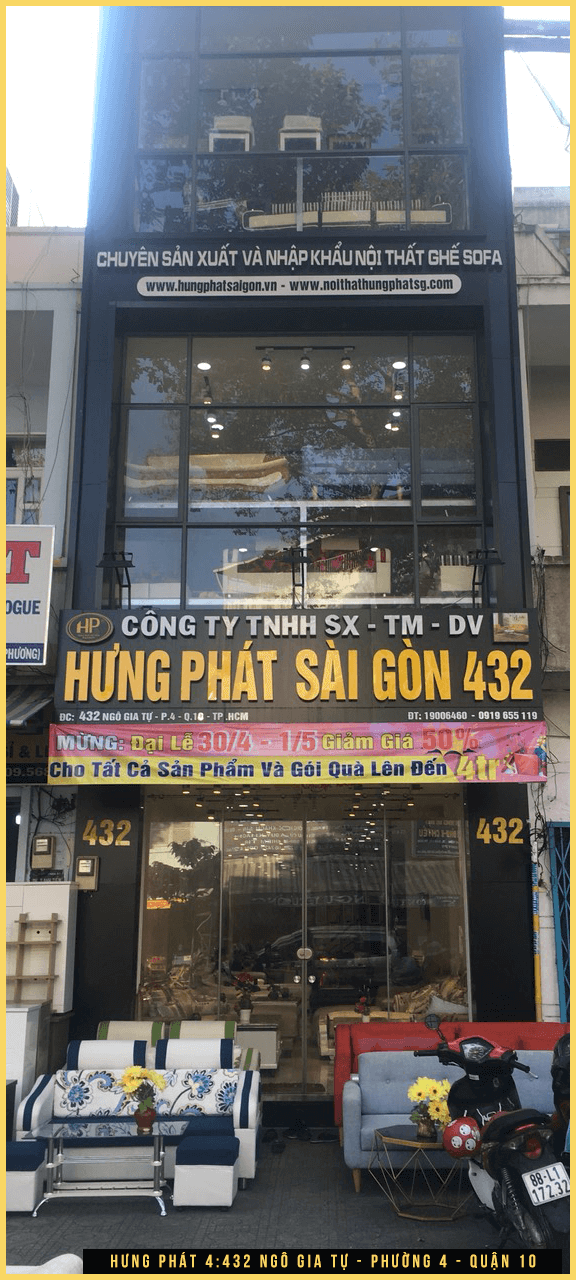 CHUYÊN SẢN XUẤT VÀ NHẬP KHẨU NỘI THẤT GHẾ SOFA
www.hungphatsaigon.vn - www.noithathungphatsg.com
T
OGUE
PHƯƠNG)
HP
CÔNG TY TNHH SX - TM - DV
HƯNG PHÁT SÀI GÒN 432
ĐC: 432 NGÔ GIA TỰ - P.4 - Q.10 - TP.HCM
ĐT: 19006460 - 0919 655 119
MỪNG: Đại Lễ 30/4 - 1/5 Giảm Giá 50%
Cho Tất Cả Sản Phẩm Và Gói Quà Lên Đến 4tr
432
432
88-L1
172.32
HƯNG PHÁT 4:432 NGÔ GIA TỰ - PHƯỜNG 4 - QUẬN 10